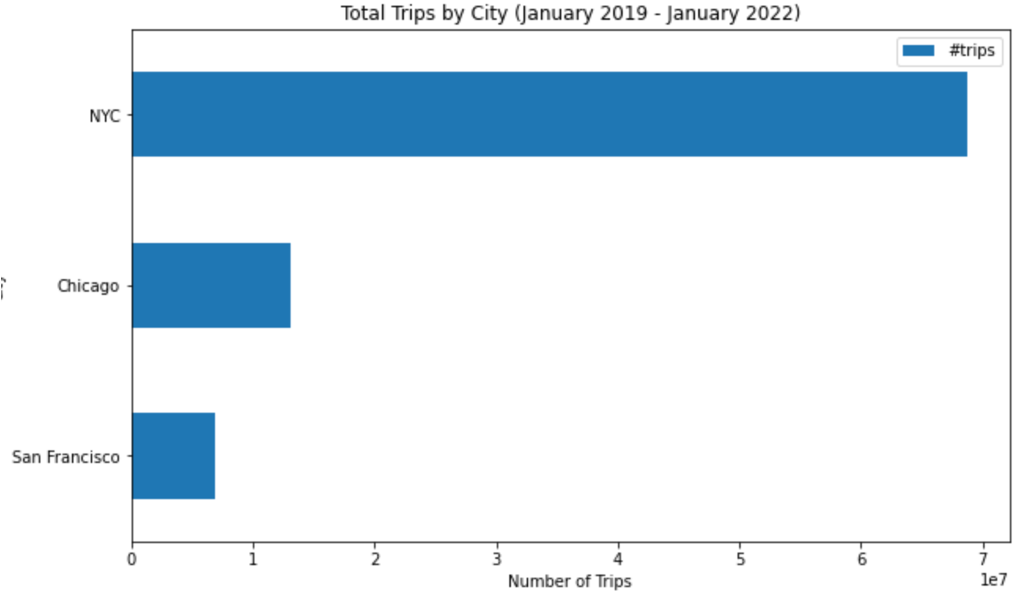 Total Trips by City (January 2019 - January 2022)
#trips
NYC
Chicago
San Francisco
0 1 2 3 4 5 6 7
1e7
Number of Trips